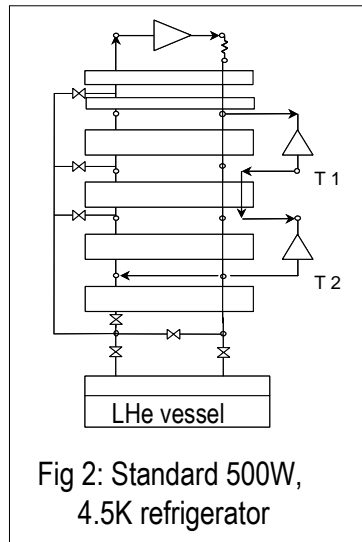 T 1
T 2
LHe vessel
Fig 2: Standard 500W,
4.5K refrigerator